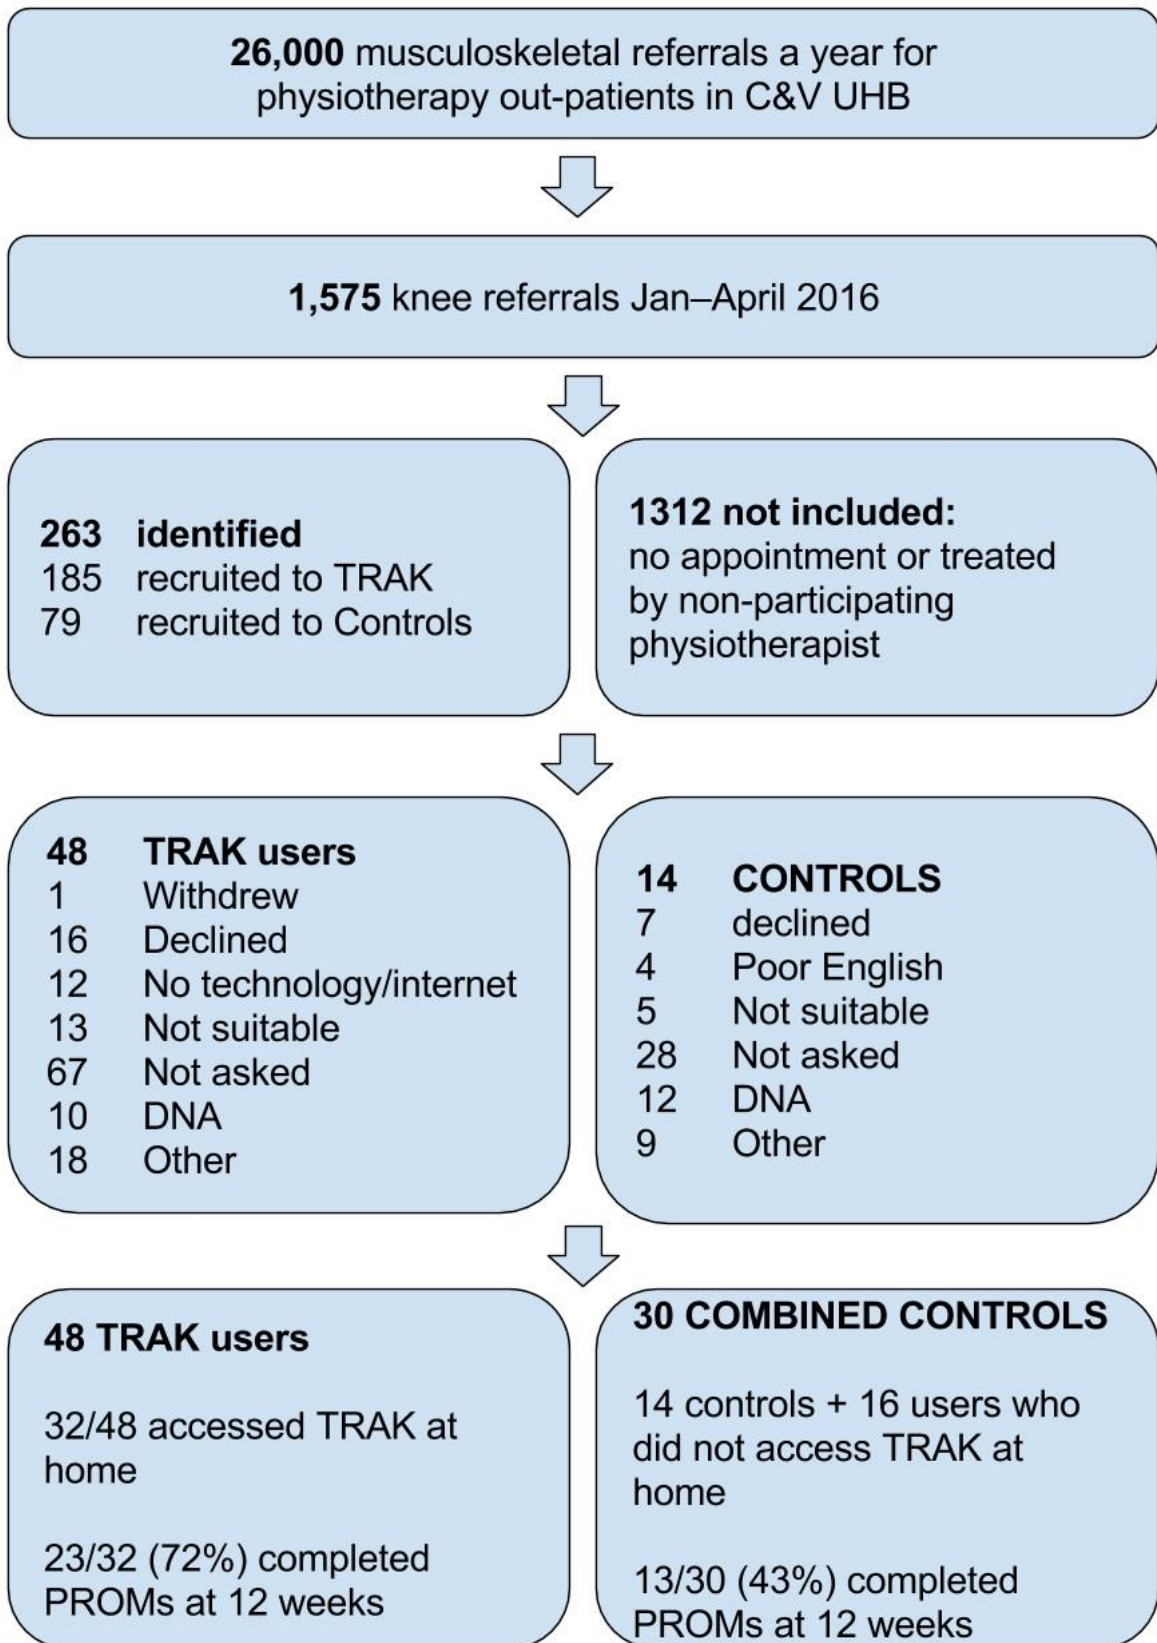 26,000 musculoskeletal referrals a year for
physiotherapy out-patients in C&V UHB
1,575 knee referrals Jan–April 2016
263 identified
185 recruited to TRAK
79 recruited to Controls
1312 not included:
no appointment or treated
by non-participating
physiotherapist
48 TRAK users
1 Withdrew
16 Declined
12 No technology/internet
13 Not suitable
67 Not asked
10 DNA
18 Other
14 CONTROLS
7 declined
4 Poor English
5 Not suitable
28 Not asked
12 DNA
9 Other
48 TRAK users
32/48 accessed TRAK at
home
23/32 (72%) completed
PROMs at 12 weeks
30 COMBINED CONTROLS
14 controls + 16 users who
did not access TRAK at
home
13/30 (43%) completed
PROMs at 12 weeks